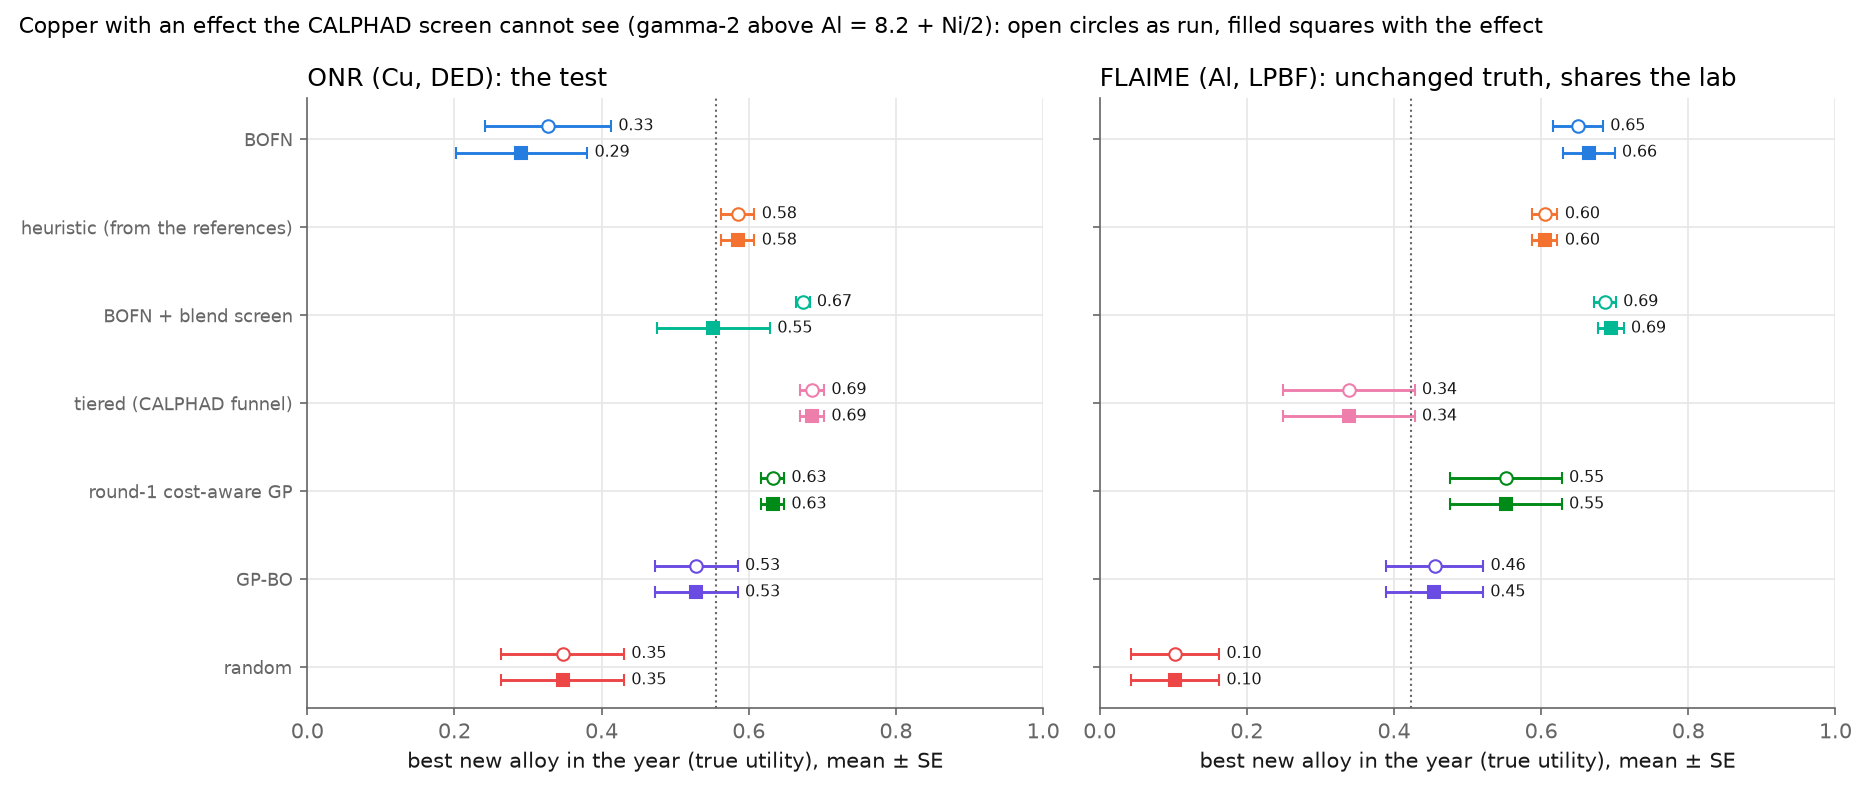 Copper with an effect the CALPHAD screen cannot see (gamma-2 above Al = 8.2 + Ni/2): open circles as run, filled squares with the effect
ONR (Cu, DED): the test
BOFN
0.33
0.29
heuristic (from the references)
0.58
0.58
BOFN + blend screen
0.67
0.55
tiered (CALPHAD funnel)
0.69
0.69
round-1 cost-aware GP
0.63
0.63
GP-BO
0.53
0.53
random
0.35
0.35
0.0 0.2 0.4 0.6 0.8 1.0
best new alloy in the year (true utility), mean ± SE
FLAIME (Al, LPBF): unchanged truth, shares the lab
0.65
0.66
0.60
0.60
0.69
0.69
0.34
0.34
0.55
0.55
0.46
0.45
0.10
0.10
0.0 0.2 0.4 0.6 0.8 1.0
best new alloy in the year (true utility), mean ± SE